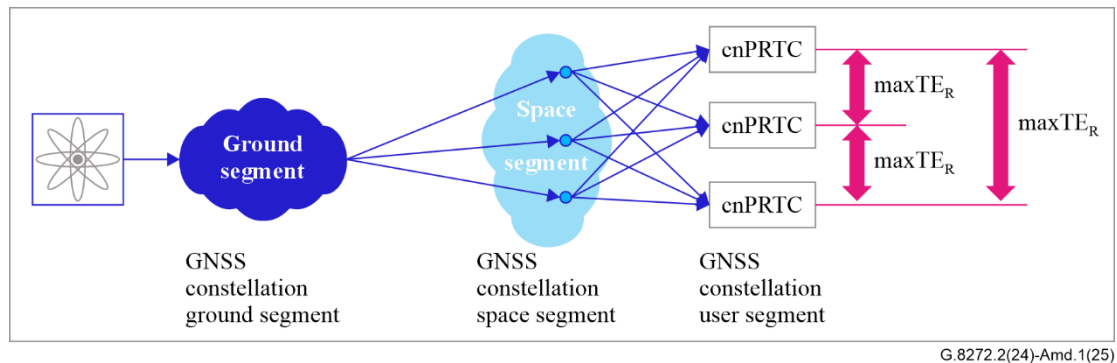 Ground
segment
Space
segment
cnPRTC
cnPRTC
cnPRTC
maxTE_R
maxTE_R
maxTE_R
GNSS
constellation
ground segment
GNSS
constellation
space segment
GNSS
constellation
user segment
G.8272.2(24)-Amd.1(25)